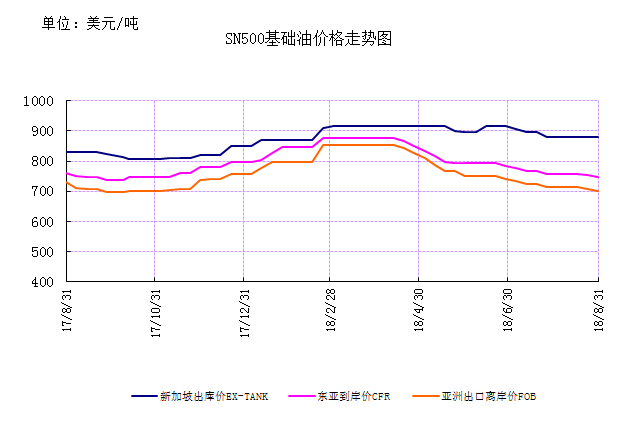 单位：美元/吨
SN500基础油价格走势图
1000
900
800
700
600
500
400
17/8/31
17/10/31
17/12/31
18/2/28
18/4/30
18/6/30
18/8/31
新加坡出库价EX-TANK
东亚到岸价CFR
亚洲出口离岸价FOB